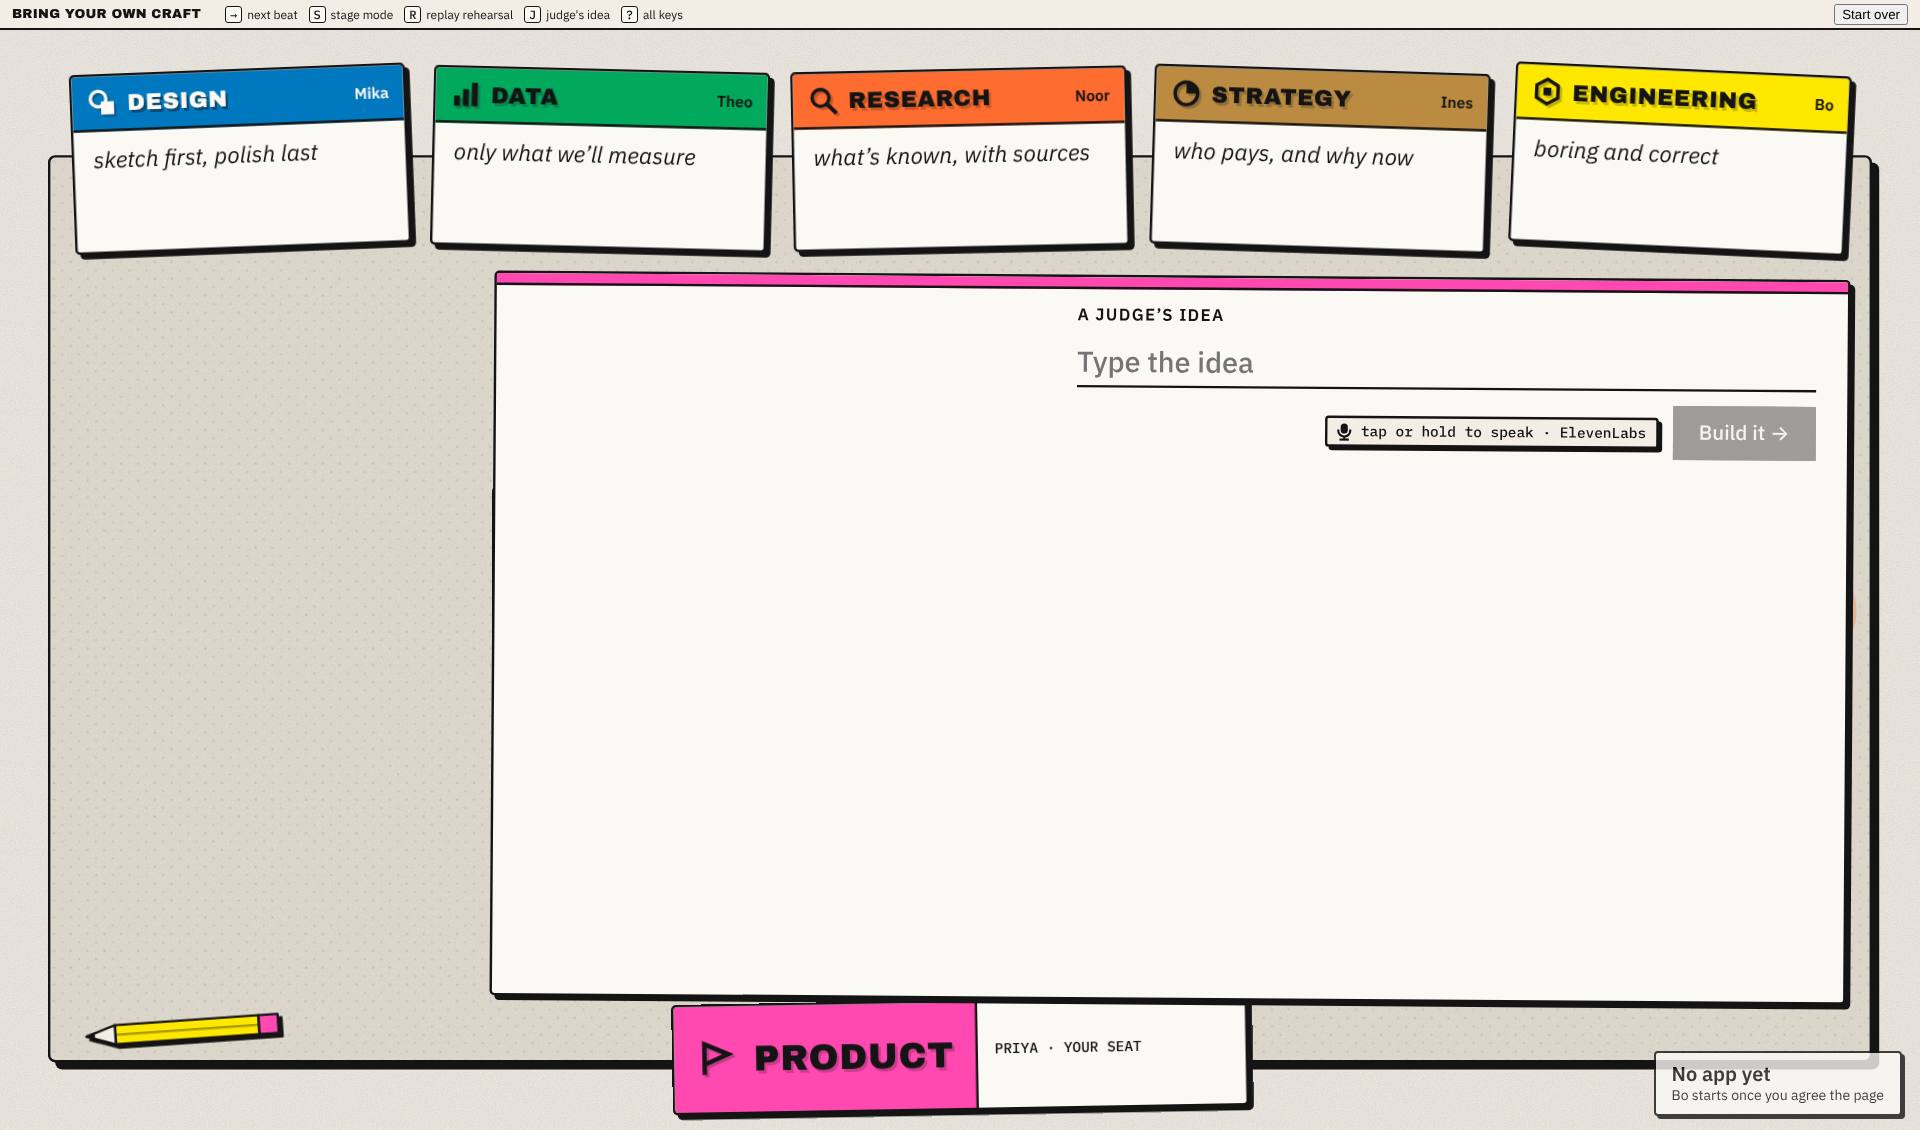 BRING YOUR OWN CRAFT → next beat S stage mode R replay rehearsal J judge's idea ? all keys Start over
DESIGN Mika
sketch first, polish last
DATA Theo
only what we’ll measure
RESEARCH Noor
what’s known, with sources
STRATEGY Ines
who pays, and why now
ENGINEERING Bo
boring and correct
A JUDGE’S IDEA
Type the idea
tap or hold to speak · ElevenLabs
Build it →
PRODUCT
PRIYA · YOUR SEAT
No app yet
Bo starts once you agree the page